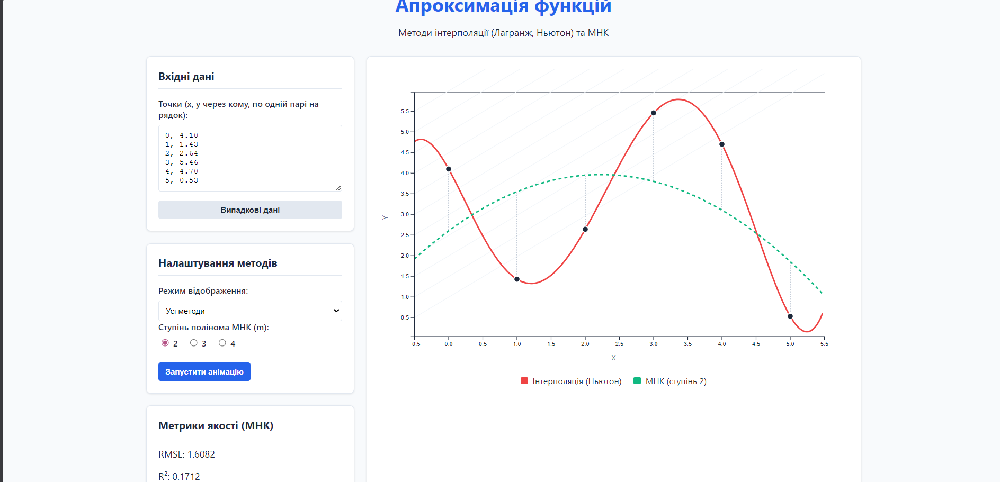 Апроксимація функцій
Методи інтерполяції (Лагранж, Ньютон) та МНК
Вхідні дані
Точки (x, y через кому, по одній парі на
рядок):
0, 4.10
1, 1.43
2, 2.64
3, 5.46
4, 4.70
5, 0.53
Випадкові дані
Налаштування методів
Режим відображення:
Усі методи
Ступінь полінома МНК (m):
2 3 4
Запустити анімацію
Метрики якості (МНК)
RMSE: 1.6082
R²: 0.1712
5.5
5.0
4.5
4.0
3.5
3.0
2.5
2.0
1.5
1.0
0.5
Y
−0.5 0.0 0.5 1.0 1.5 2.0 2.5 3.0 3.5 4.0 4.5 5.0 5.5
X
Інтерполяція (Ньютон) МНК (ступінь 2)